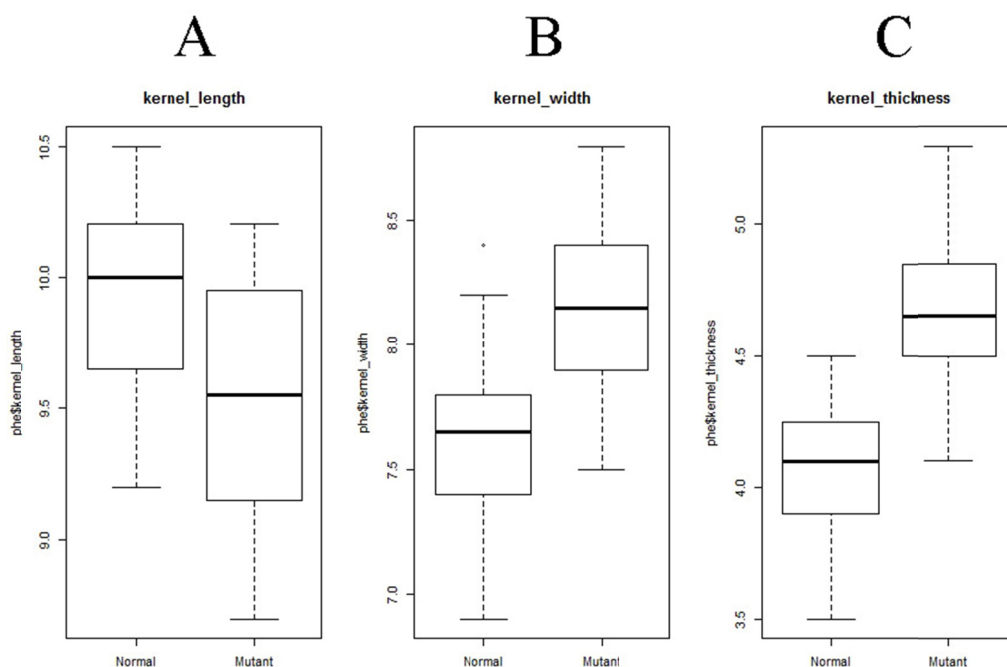 A
B
C
kernel_length
kernel_width
kernel_thickness
phe$kernel_length
10.5
10.0
9.5
9.0
Normal
Mutant
phe$kernel_width
8.5
8.0
7.5
7.0
Normal
Mutant
phe$kernel_thickness
5.0
4.5
4.0
3.5
Normal
Mutant